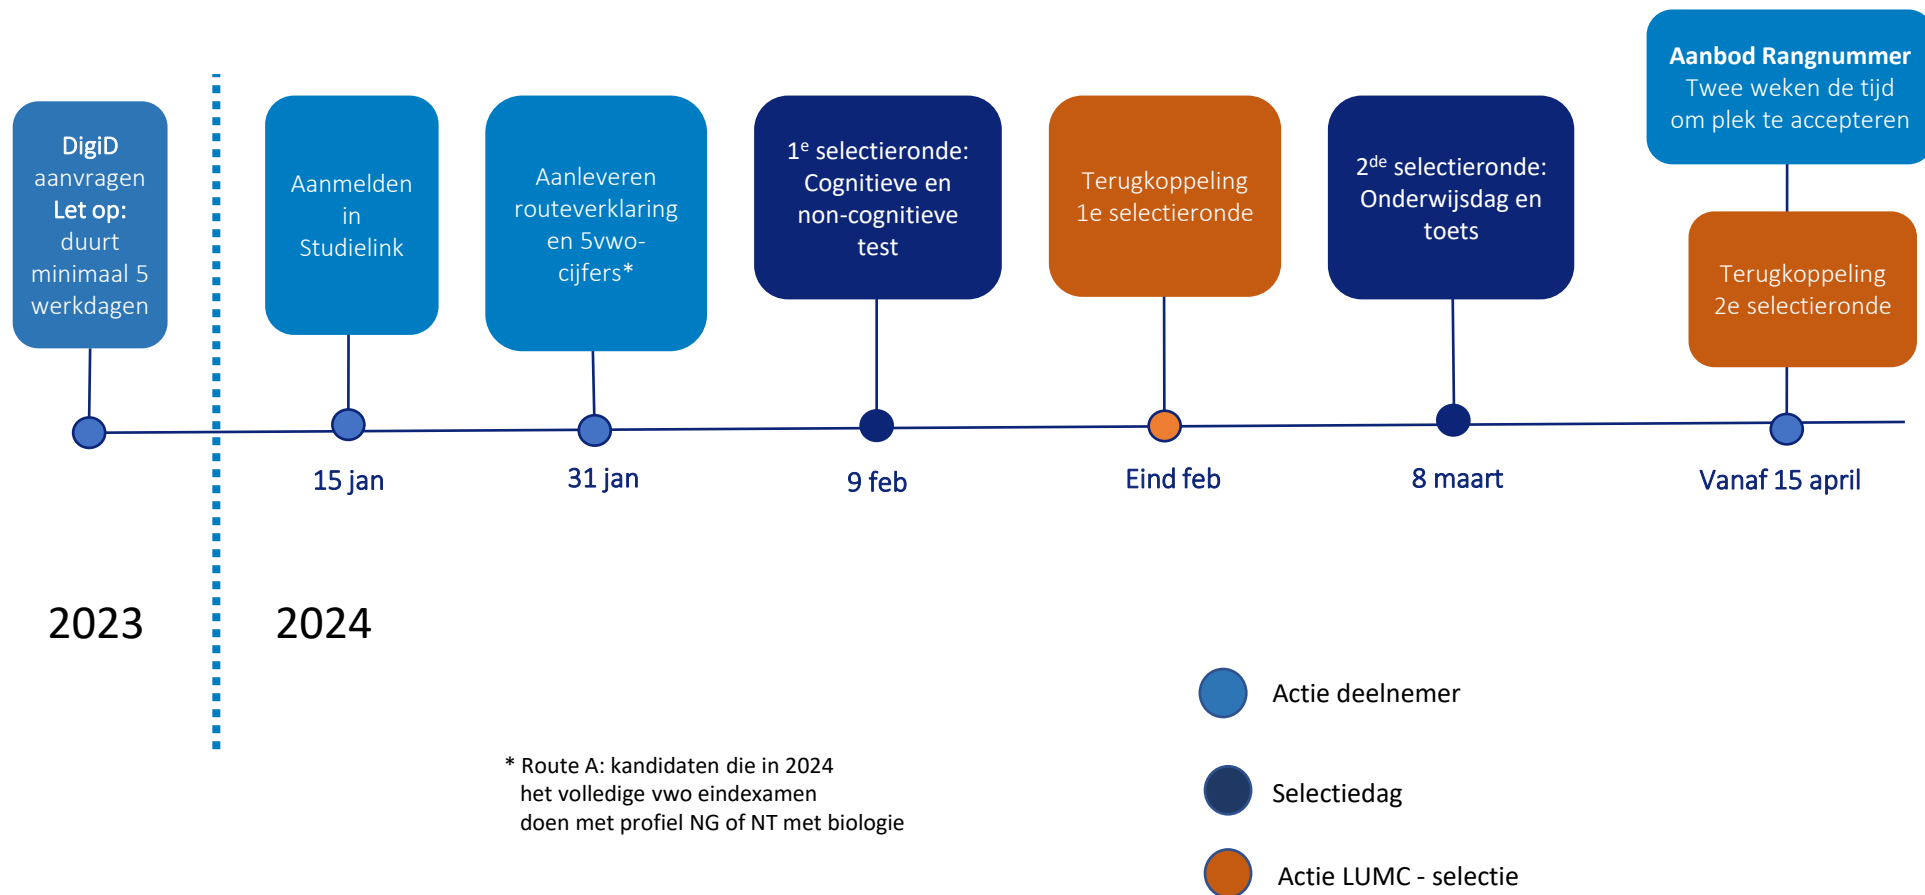 DigiD
aanvragen
Let op:
duurt
minimaal 5
werkdagen
Aanmelden
in
Studielink
Aanleveren
routeverklaring
en 5vwo-
cijfers*
1e selectieronde:
Cognitieve en
non-cognitieve
test
Terugkoppeling
1e selectieronde
2de selectieronde:
Onderwijsdag en
toets
Aanbod Rangnummer
Twee weken de tijd
om plek te accepteren
Terugkoppeling
2e selectieronde
15 jan
31 jan
9 feb
Eind feb
8 maart
Vanaf 15 april
2023
2024
* Route A: kandidaten die in 2024
het volledige vwo eindexamen
doen met profiel NG of NT met biologie
Actie deelnemer
Selectiedag
Actie LUMC - selectie